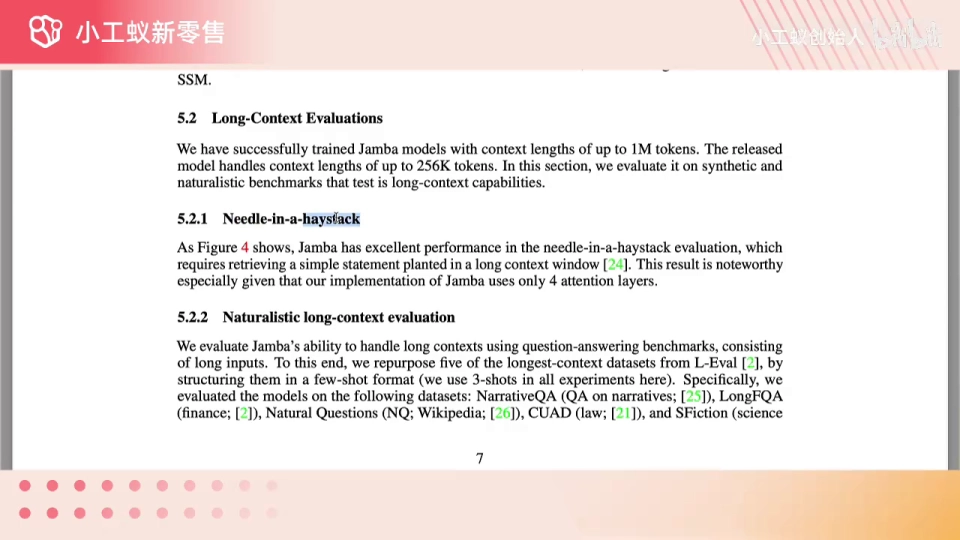 小工蚁新零售
小工蚁创始人 bilibili
SSM.
5.2 Long-Context Evaluations
We have successfully trained Jamba models with context lengths of up to 1M tokens. The released
model handles context lengths of up to 256K tokens. In this section, we evaluate it on synthetic and
naturalistic benchmarks that test is long-context capabilities.
5.2.1 Needle-in-a-haystack
As Figure 4 shows, Jamba has excellent performance in the needle-in-a-haystack evaluation, which
requires retrieving a simple statement planted in a long context window [24]. This result is noteworthy
especially given that our implementation of Jamba uses only 4 attention layers.
5.2.2 Naturalistic long-context evaluation
We evaluate Jamba's ability to handle long contexts using question-answering benchmarks, consisting
of long inputs. To this end, we repurpose five of the longest-context datasets from L-Eval [2], by
structuring them in a few-shot format (we use 3-shots in all experiments here). Specifically, we
evaluated the models on the following datasets: NarrativeQA (QA on narratives; [25]), LongFQA
(finance; [2]), Natural Questions (NQ; Wikipedia; [26]), CUAD (law; [21]), and SFiction (science
7